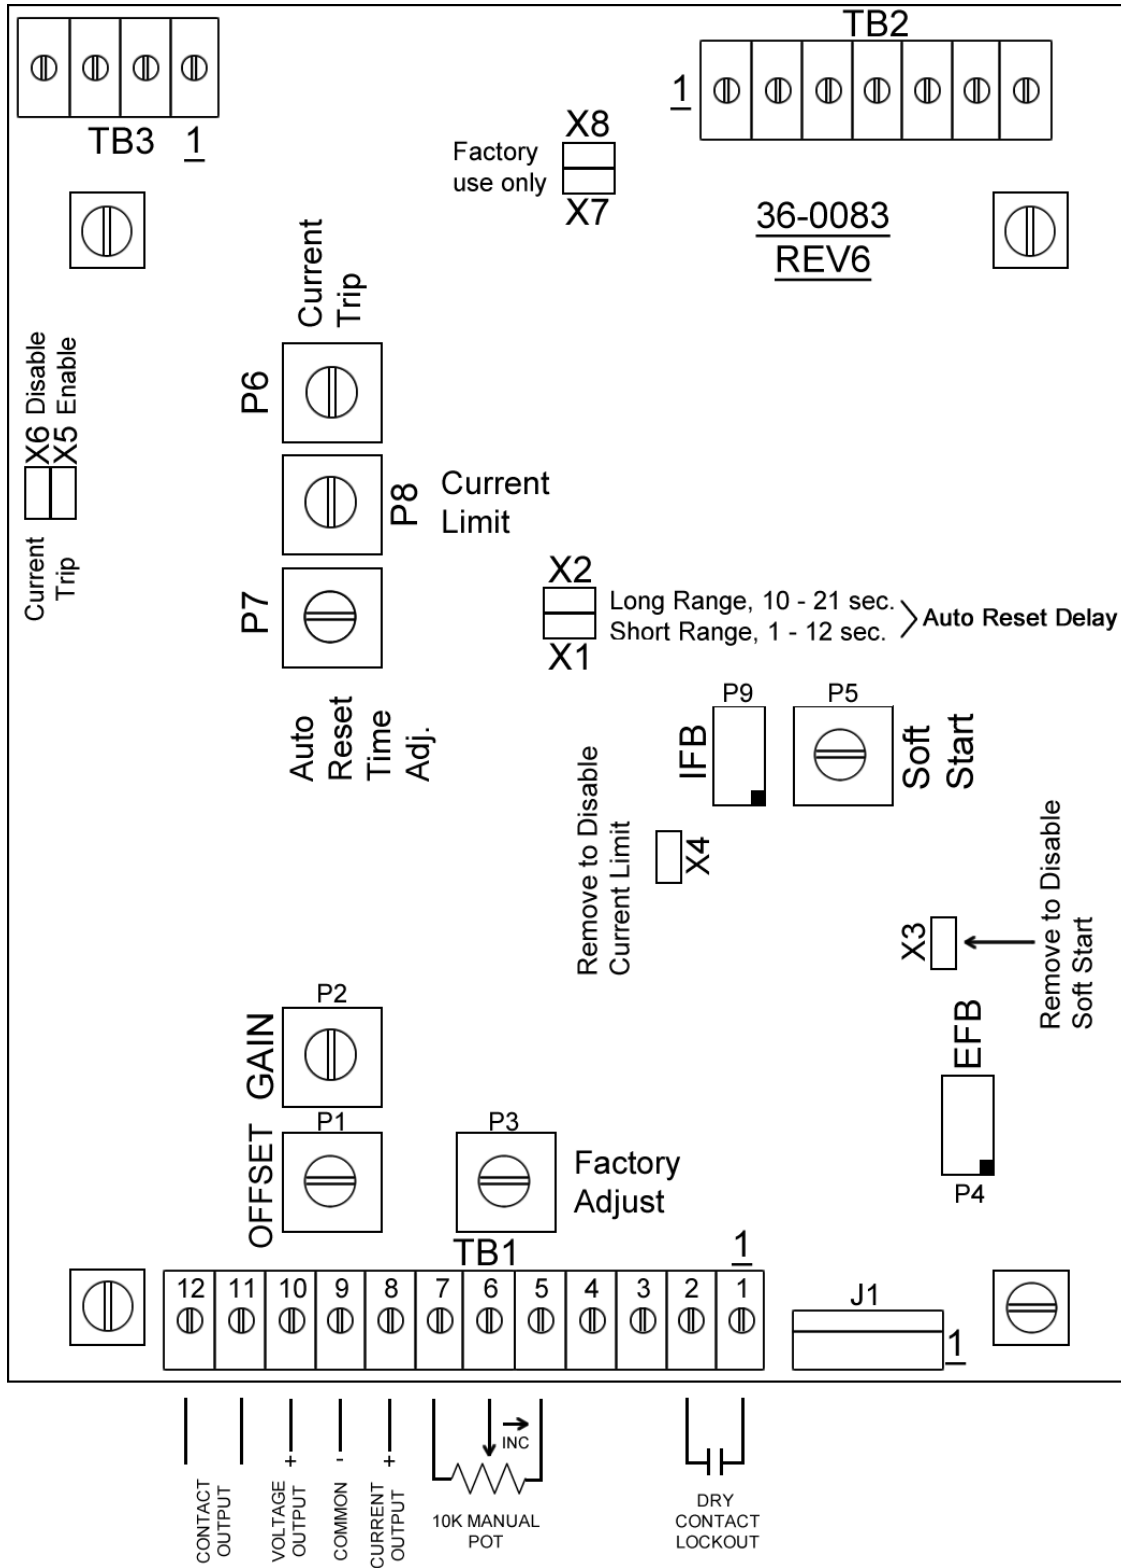 TB2
TB3 1
1
X8
Factory
use only
X7
36-0083
REV6
Current
Trip
P6
X6 Disable
X5 Enable
Current
Trip
P8
Current
Limit
P7
Auto
Reset
Time
Adj.
X2
Long Range, 10 - 21 sec.
Short Range, 1 - 12 sec.
X1
Auto Reset Delay
P9
IFB
P5
Soft
Start
Remove to Disable
Current Limit
X4
X3
Remove to Disable
Soft Start
EFB
P4
P2
GAIN
P1
OFFSET
P3
Factory
Adjust
TB1
1
12 11 10 9 8 7 6 5 4 3 2 1
J1
1
CONTACT
OUTPUT
VOLTAGE +
OUTPUT
COMMON -
CURRENT +
OUTPUT
INC
10K MANUAL
POT
DRY
CONTACT
LOCKOUT